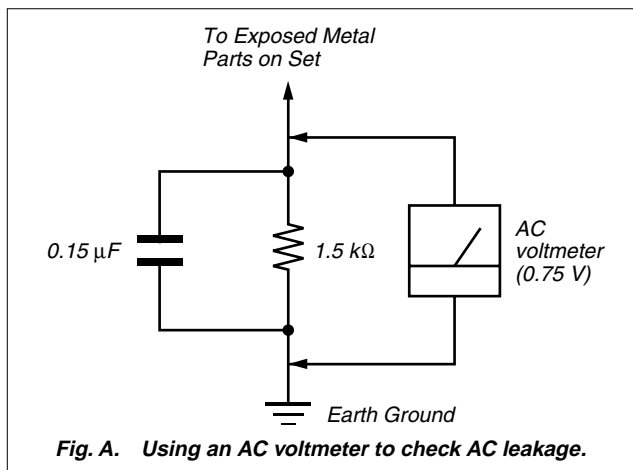 To Exposed Metal
Parts on Set
0.15 μF
1.5 kΩ
AC
voltmeter
(0.75 V)
Earth Ground
Fig. A. Using an AC voltmeter to check AC leakage.